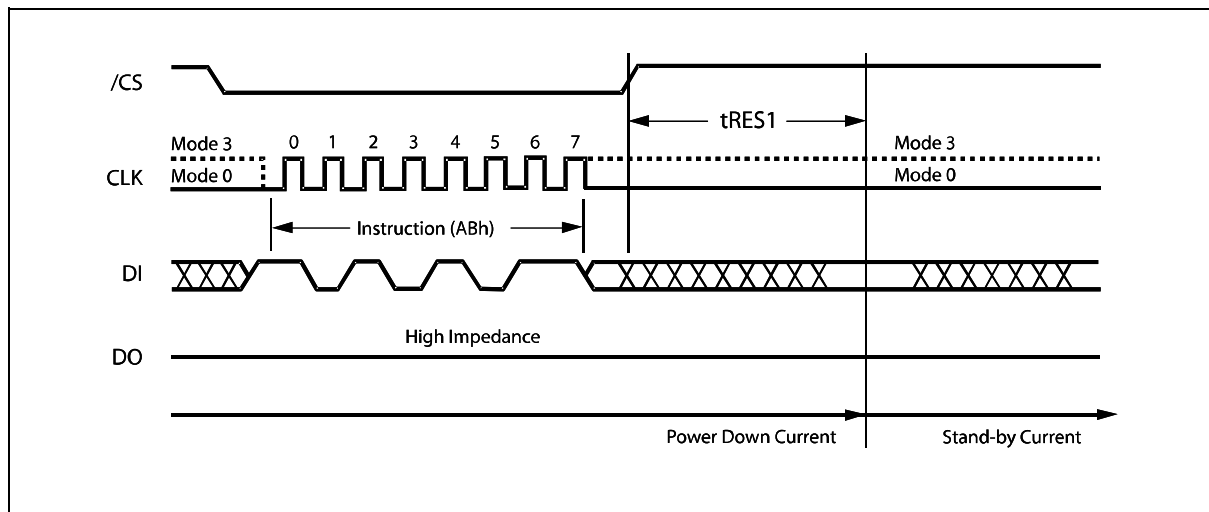 /CS
tRES1
Mode 3 0 1 2 3 4 5 6 7 Mode 3
CLK Mode 0 Mode 0
Instruction (ABh)
DI
High Impedance
DO
Power Down Current Stand-by Current